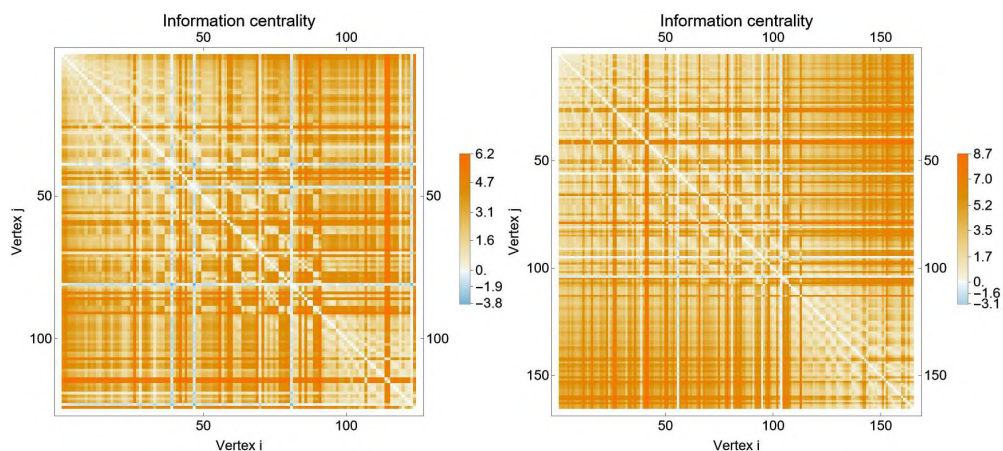 Information centrality
50 100
6.2
4.7
3.1
1.6
0.
−1.9
−3.8
50 50
100 100
50 100
Vertex j
Vertex i
Information centrality
50 100 150
8.7
7.0
5.2
3.5
1.7
0.
−1.6
−3.1
50 50
100 100
150 150
50 100 150
Vertex j
Vertex i